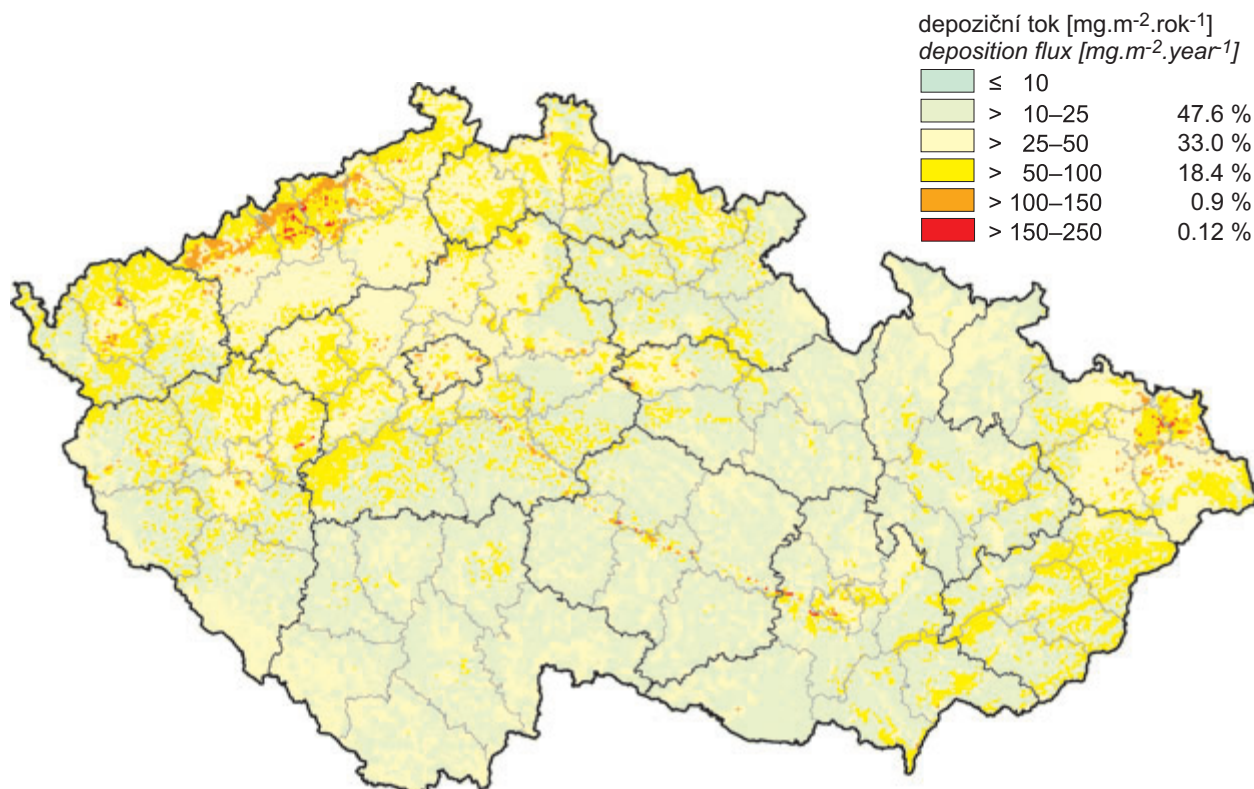 depoziční tok [mg.m-2.rok-1]
deposition flux [mg.m-2.year-1]
≤ 10
> 10–25 47.6 %
> 25–50 33.0 %
> 50–100 18.4 %
> 100–150 0.9 %
> 150–250 0.12 %